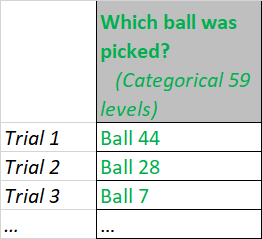 Which ball was
picked?
(Categorical 59
levels)
Trial 1 Ball 44
Trial 2 Ball 28
Trial 3 Ball 7
... ...